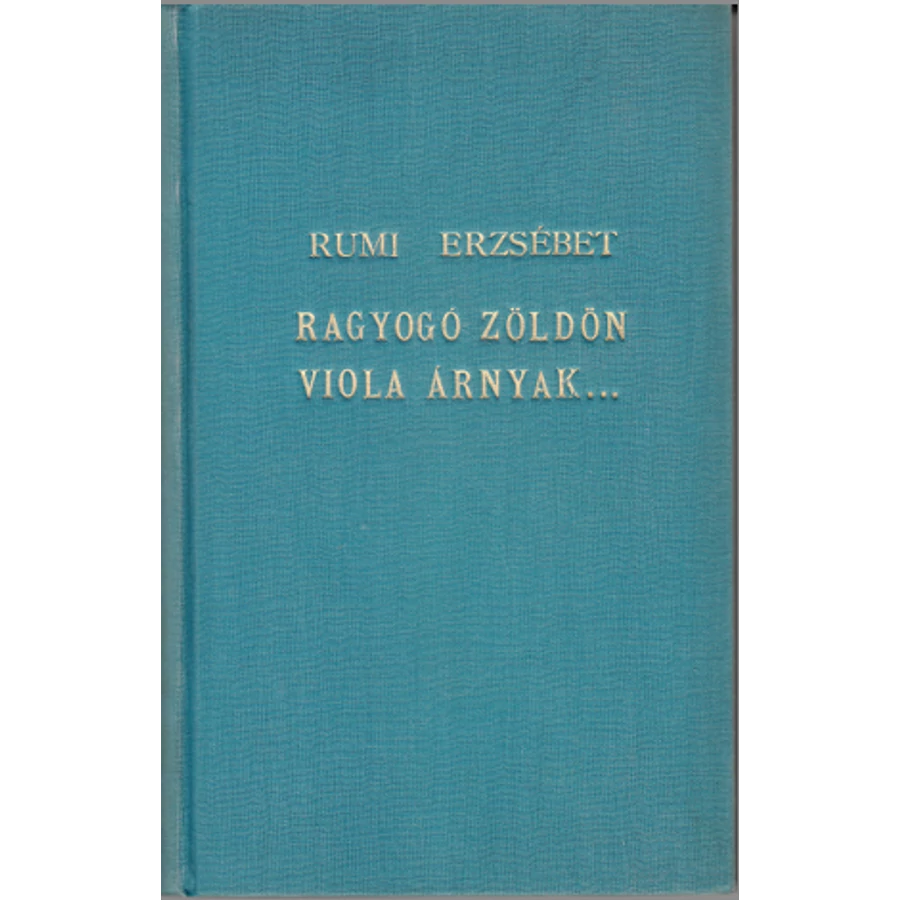 RUMI ERZSÉBET
RAGYOGÓ ZÖLDÖN
VIOLA ÁRNYAK...